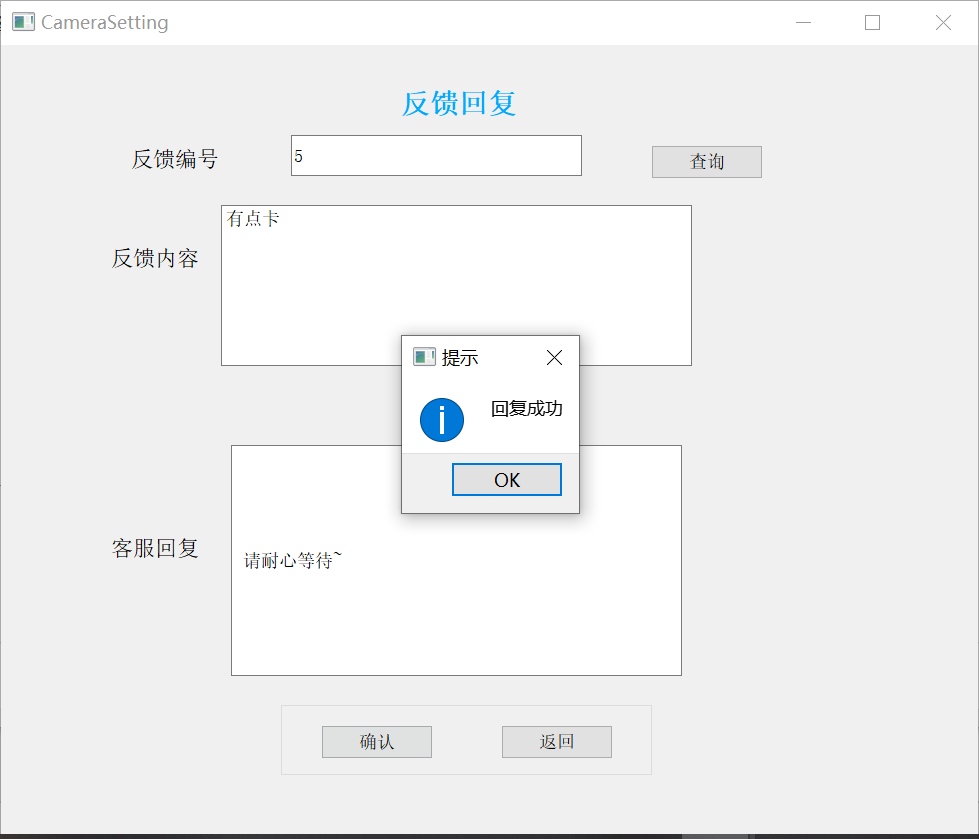 CameraSetting
反馈回复
反馈编号
5
查询
有点卡
反馈内容
提示
回复成功
OK
客服回复
请耐心等待~
确认
返回